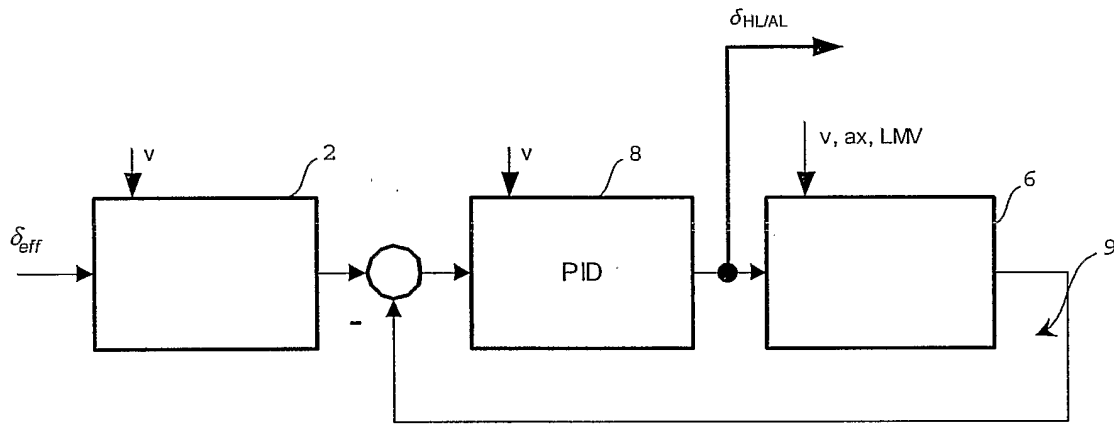 δHL/AL
v
2
v
8
v, ax, LMV
6
δeff
PID
9
-